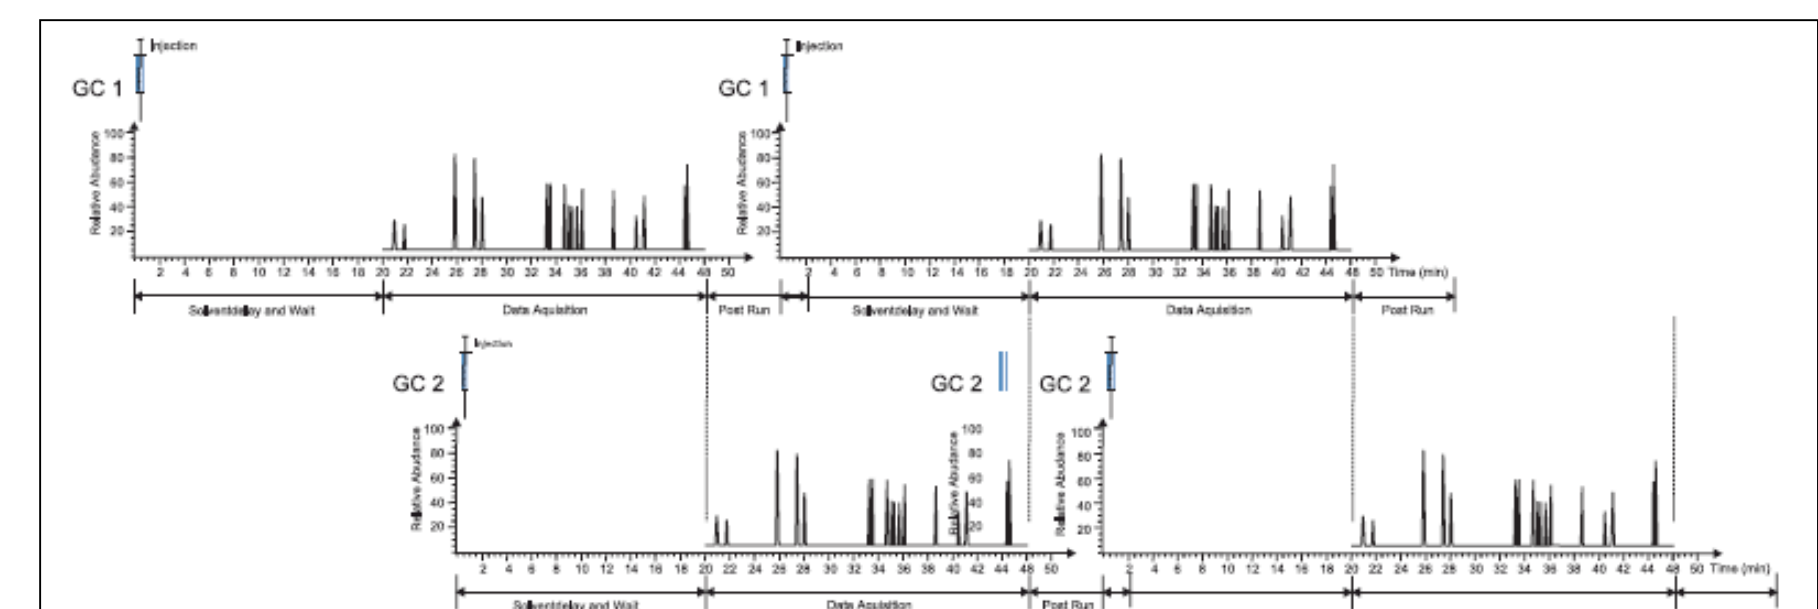 Injection Injection
GC 1 GC 1
Relative Abudance Relative Abudance
100 100
80 80
60 60
40 40
20 20
2 4 6 8 10 12 14 16 18 20 22 24 26 28 30 32 34 36 38 40 42 44 46 48 50 2 4 6 8 10 12 14 16 18 20 22 24 26 28 30 32 34 36 38 40 42 44 46 48 50 Time (min)
Solventdelay and Wait Data Aquisition Post Run Solventdelay and Wait Data Aquisition Post Run
Injection
GC 2 GC 2 GC 2
Relative Abudance Relative Abudance Relative Abudance
100 100 100
80 80 80
60 60 60
40 40 40
20 20 20
2 4 6 8 10 12 14 16 18 20 22 24 26 28 30 32 34 36 38 40 42 44 46 48 50 2 4 6 8 10 12 14 16 18 20 22 24 26 28 30 32 34 36 38 40 42 44 46 48 50 Time (min)
Solventdelay and Wait Data Aquisition Post Run